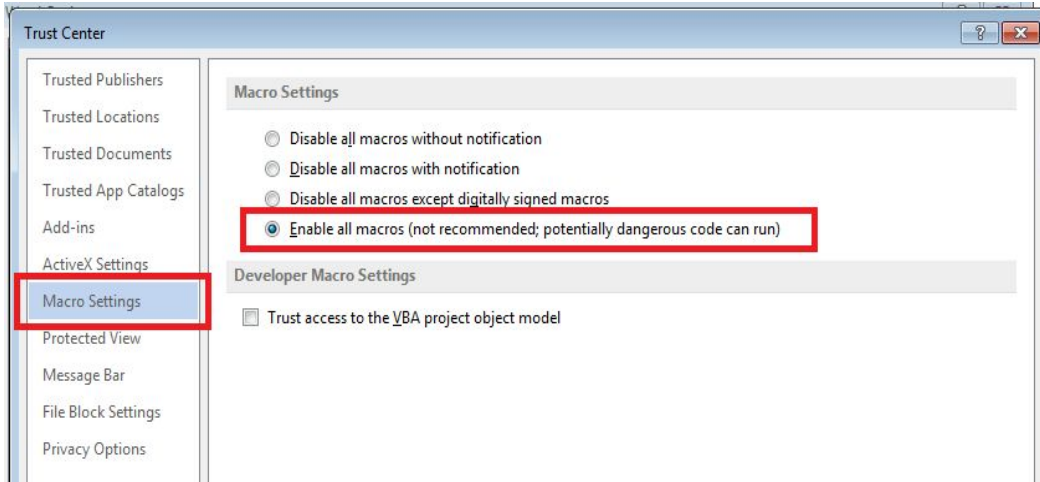 Trust Center
Trusted Publishers
Trusted Locations
Trusted Documents
Trusted App Catalogs
Add-ins
ActiveX Settings
Macro Settings
Protected View
Message Bar
File Block Settings
Privacy Options
Macro Settings
Disable all macros without notification
Disable all macros with notification
Disable all macros except digitally signed macros
Enable all macros (not recommended; potentially dangerous code can run)
Developer Macro Settings
Trust access to the VBA project object model